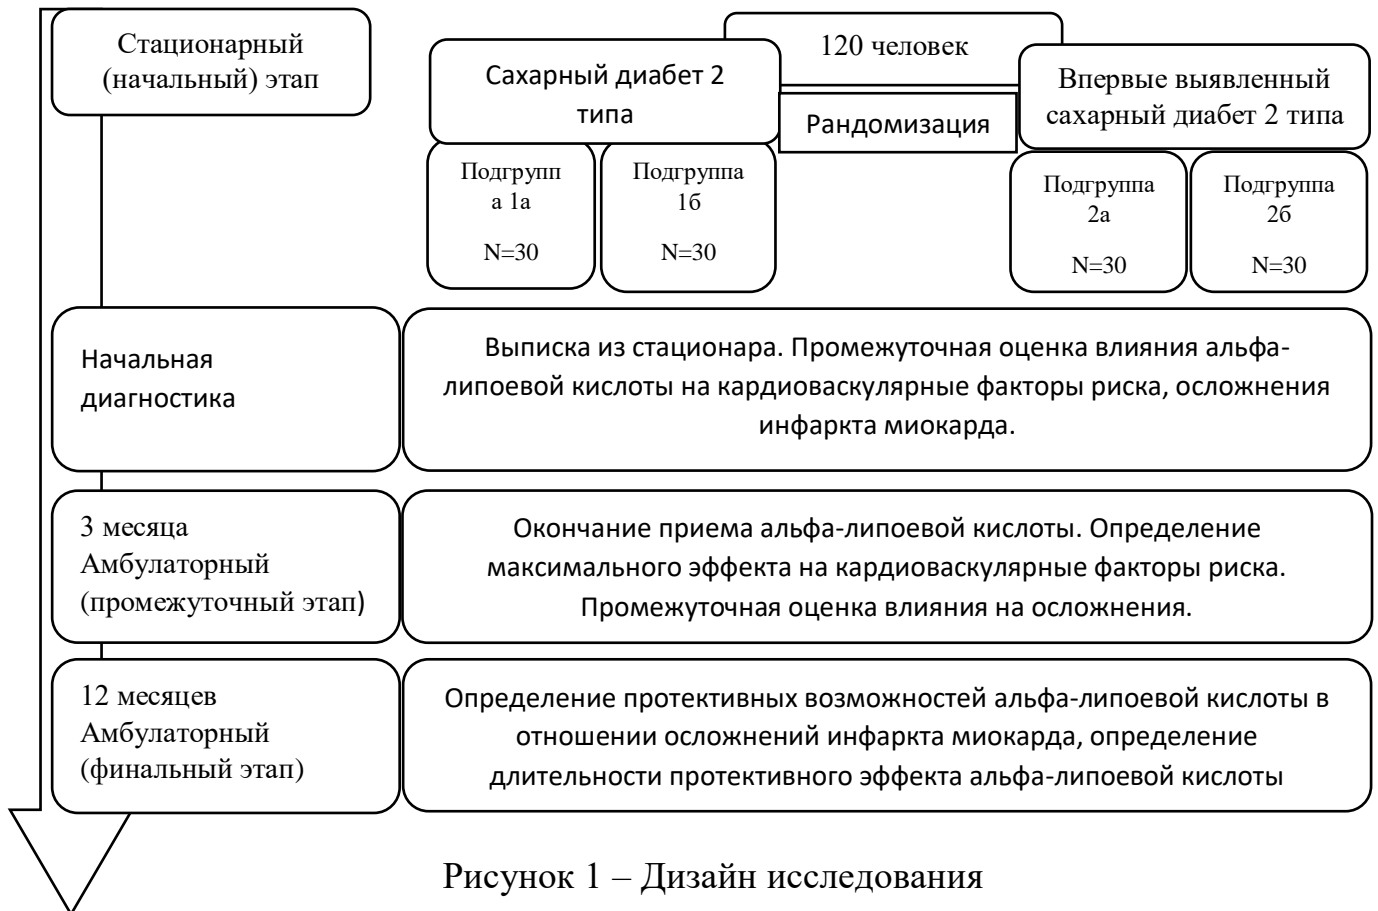 Стационарный
(начальный) этап
120 человек
Сахарный диабет 2
типа
Рандомизация
Впервые выявленный
сахарный диабет 2 типа
Подгрупп
а 1а
N=30
Подгруппа
1б
N=30
Подгруппа
2а
N=30
Подгруппа
2б
N=30
Начальная
диагностика
Выписка из стационара. Промежуточная оценка влияния альфа-
липоевой кислоты на кардиоваскулярные факторы риска, осложнения
инфаркта миокарда.
3 месяца
Амбулаторный
(промежуточный этап)
Окончание приема альфа-липоевой кислоты. Определение
максимального эффекта на кардиоваскулярные факторы риска.
Промежуточная оценка влияния на осложнения.
12 месяцев
Амбулаторный
(финальный этап)
Определение протективных возможностей альфа-липоевой кислоты в
отношении осложнений инфаркта миокарда, определение
длительности протективного эффекта альфа-липоевой кислоты
Рисунок 1 – Дизайн исследования